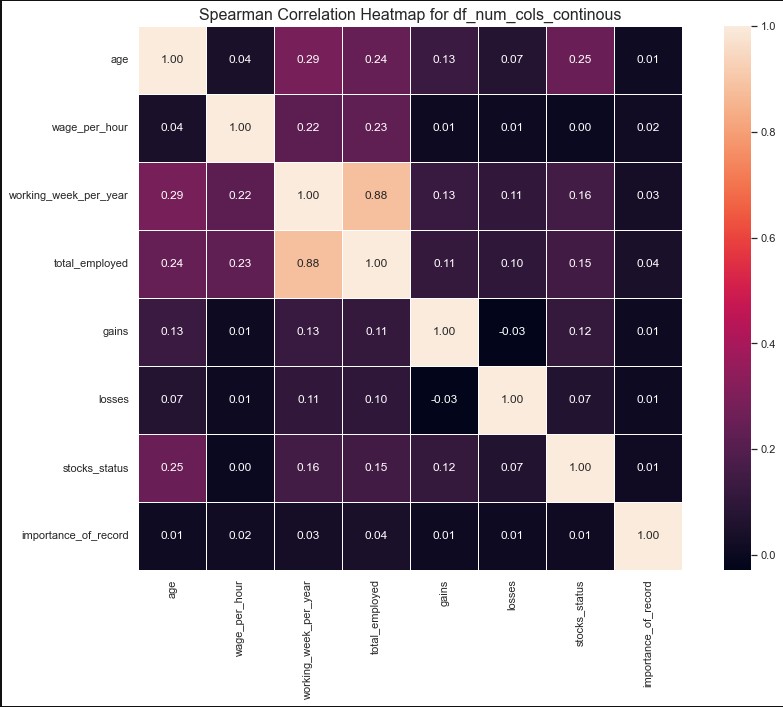 Spearman Correlation Heatmap for df_num_cols_continous
age 1.00 0.04 0.29 0.24 0.13 0.07 0.25 0.01
wage_per_hour 0.04 1.00 0.22 0.23 0.01 0.01 0.00 0.02
working_week_per_year 0.29 0.22 1.00 0.88 0.13 0.11 0.16 0.03
total_employed 0.24 0.23 0.88 1.00 0.11 0.10 0.15 0.04
gains 0.13 0.01 0.13 0.11 1.00 -0.03 0.12 0.01
losses 0.07 0.01 0.11 0.10 -0.03 1.00 0.07 0.01
stocks_status 0.25 0.00 0.16 0.15 0.12 0.07 1.00 0.01
importance_of_record 0.01 0.02 0.03 0.04 0.01 0.01 0.01 1.00
age
wage_per_hour
working_week_per_year
total_employed
gains
losses
stocks_status
importance_of_record
1.0
0.8
0.6
0.4
0.2
0.0